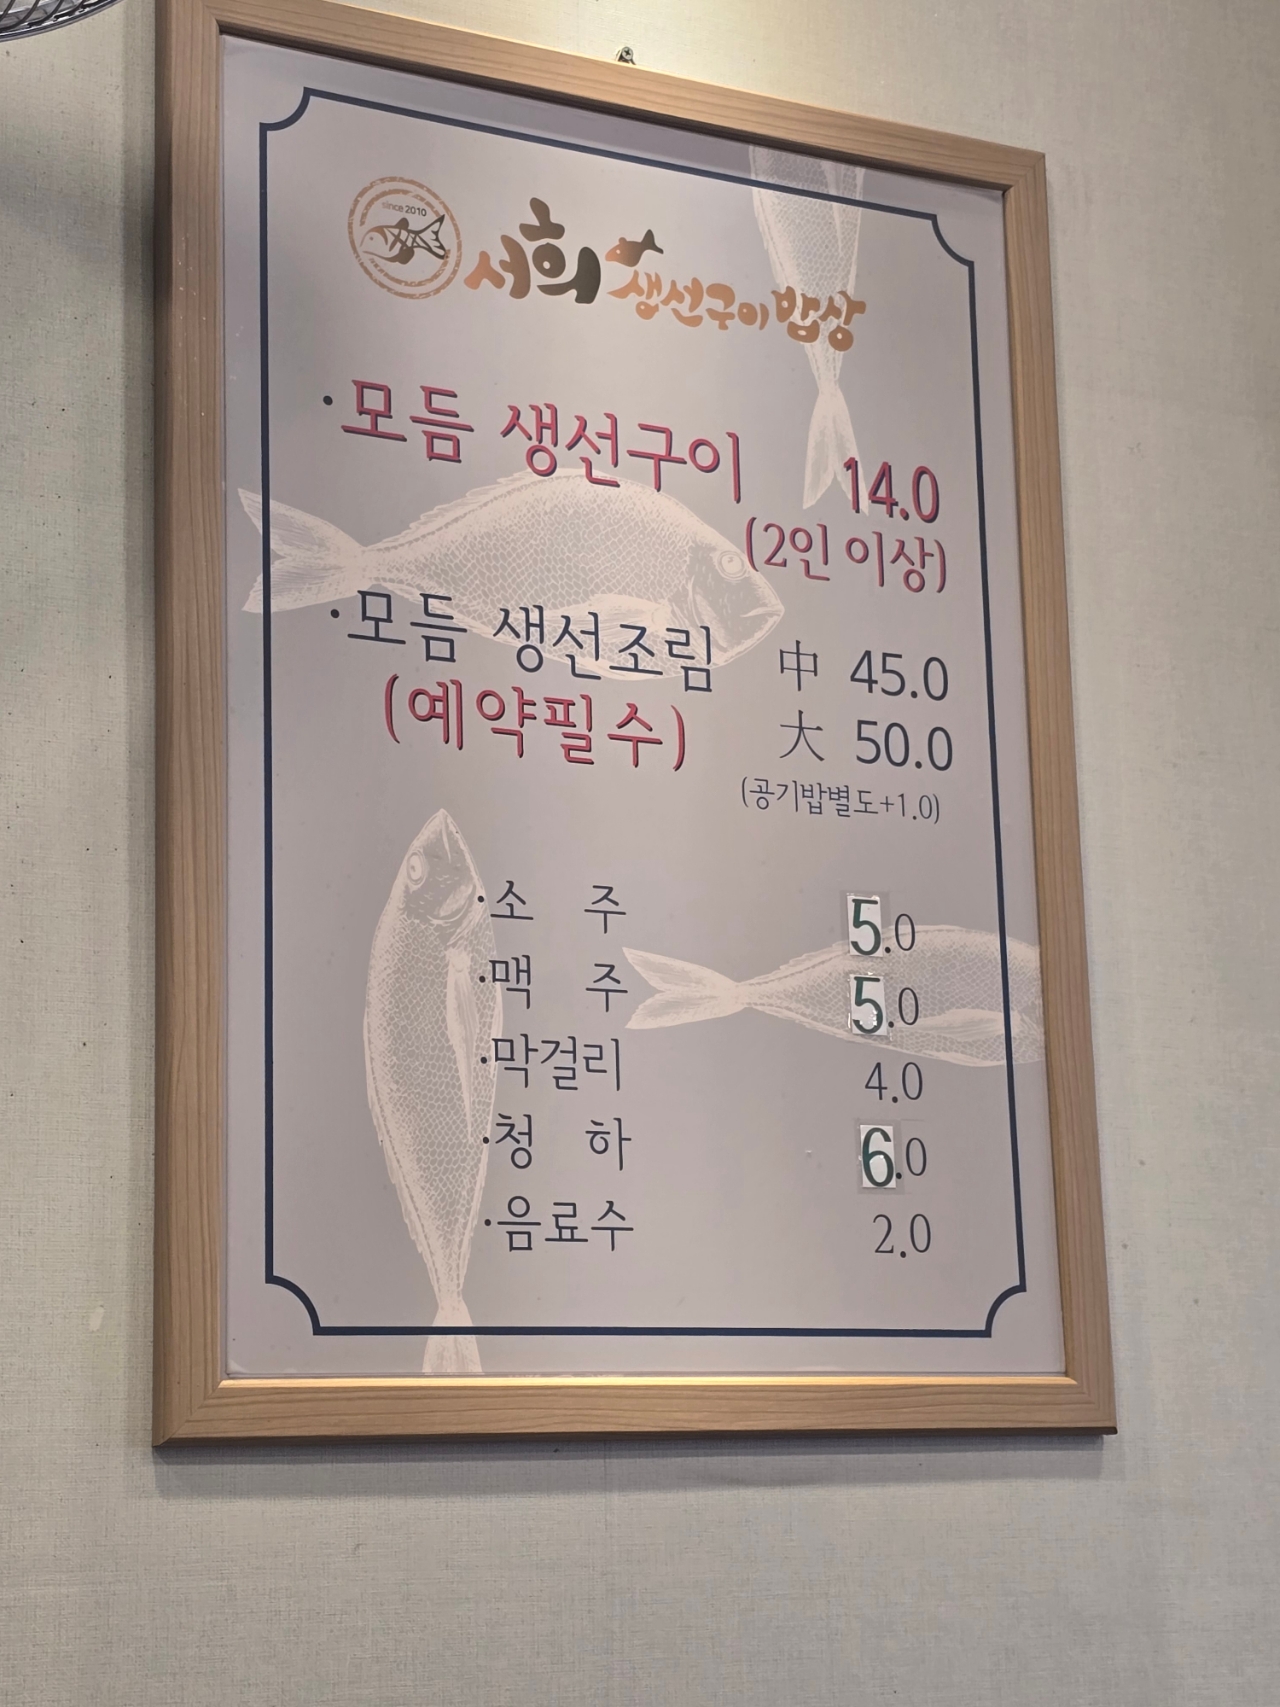 since 2010
서희 생선구이 밥상
·모듬 생선구이 14.0
(2인 이상)
·모듬 생선조림 中 45.0
(예약필수) 大 50.0
(공기밥별도+1.0)
·소 주 5.0
·맥 주 5.0
·막걸리 4.0
·청 하 6.0
·음료수 2.0